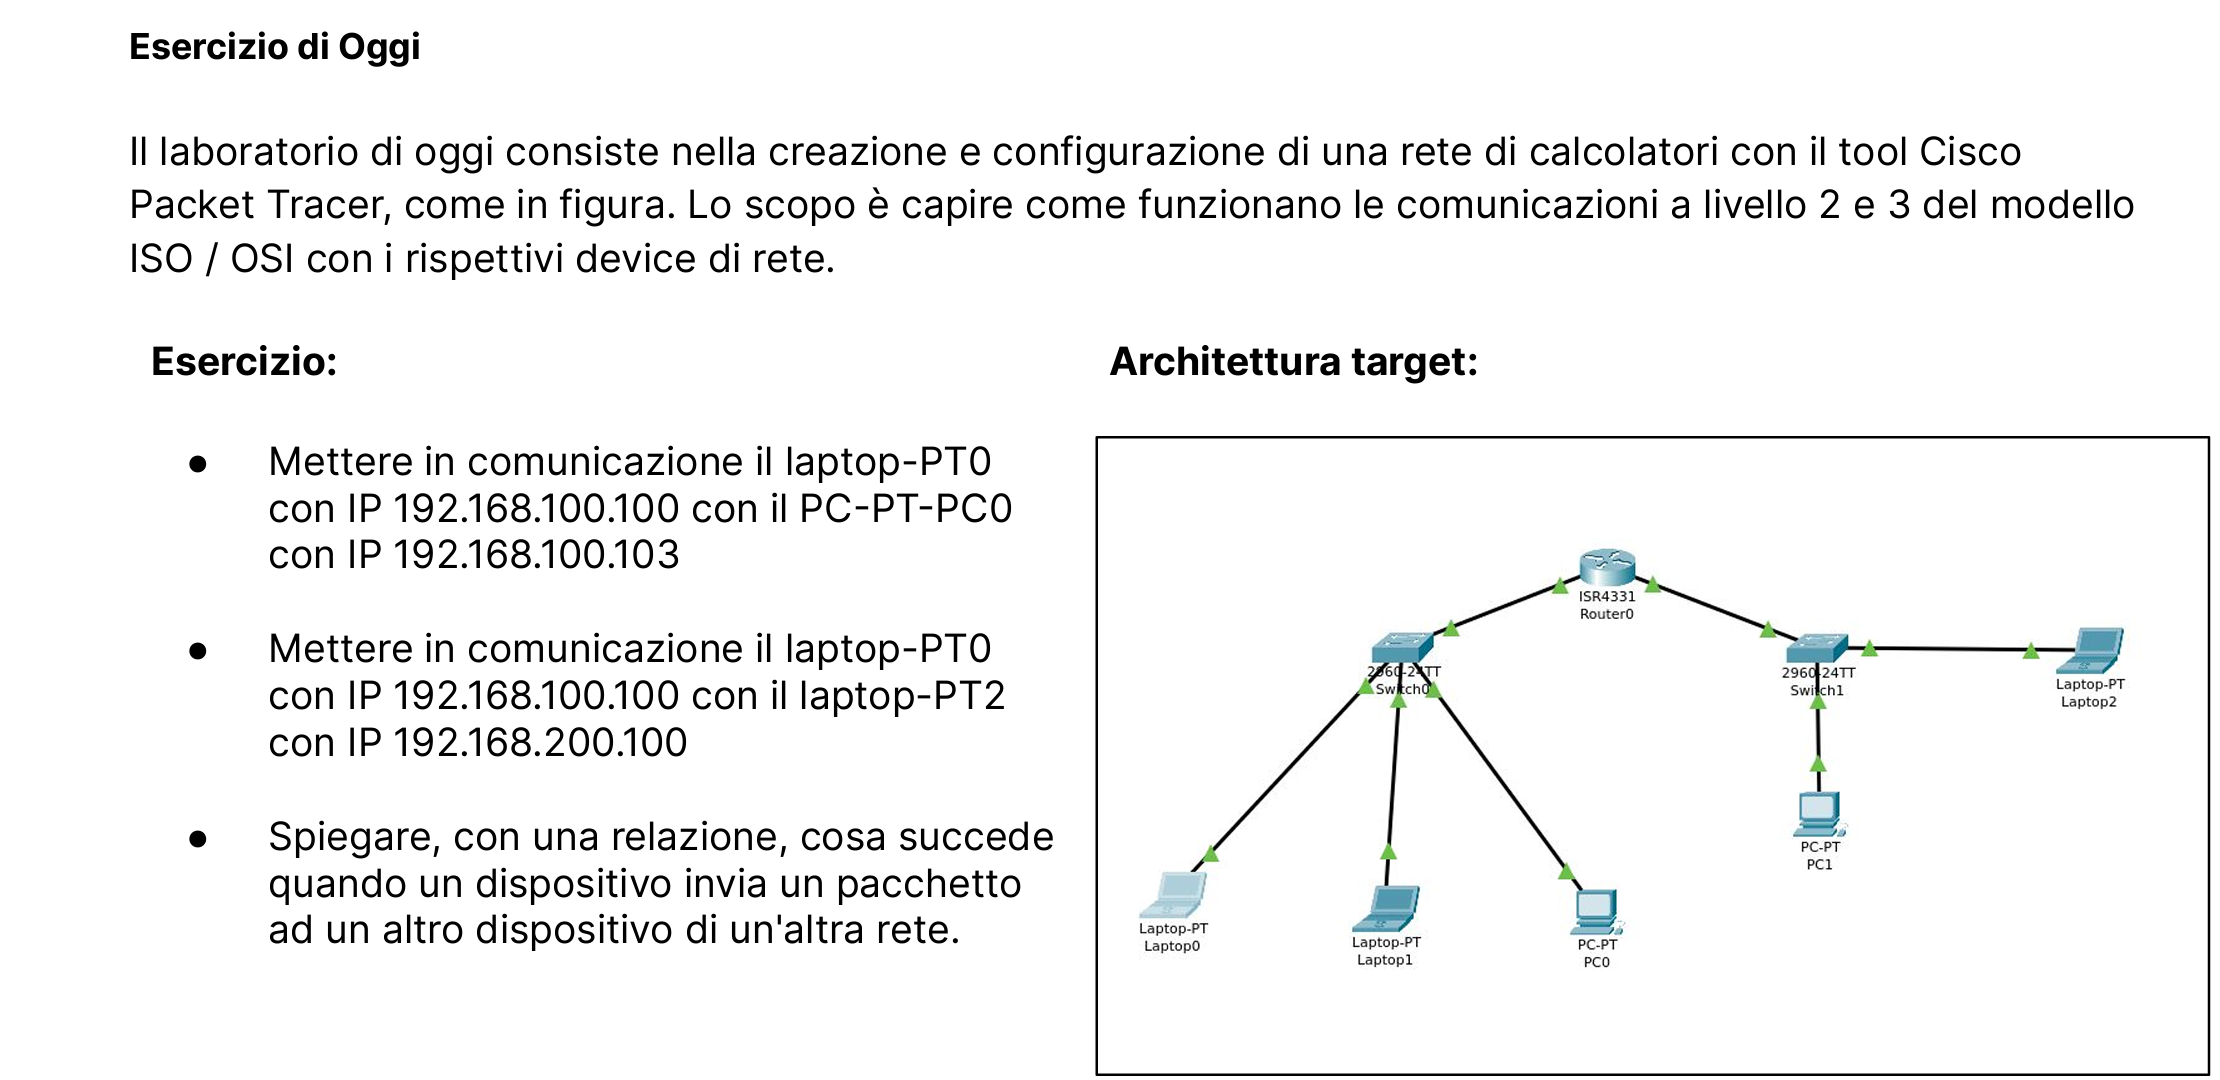 Esercizio di Oggi
Il laboratorio di oggi consiste nella creazione e configurazione di una rete di calcolatori con il tool Cisco
Packet Tracer, come in figura. Lo scopo è capire come funzionano le comunicazioni a livello 2 e 3 del modello
ISO / OSI con i rispettivi device di rete.
Esercizio:
● Mettere in comunicazione il laptop-PT0
con IP 192.168.100.100 con il PC-PT-PC0
con IP 192.168.100.103
● Mettere in comunicazione il laptop-PT0
con IP 192.168.100.100 con il laptop-PT2
con IP 192.168.200.100
● Spiegare, con una relazione, cosa succede
quando un dispositivo invia un pacchetto
ad un altro dispositivo di un'altra rete.
Architettura target:
ISR4331
Router0
2960-24TT
Switch0
2960-24TT
Switch1
Laptop-PT
Laptop2
PC-PT
PC1
Laptop-PT
Laptop0
Laptop-PT
Laptop1
PC-PT
PC0